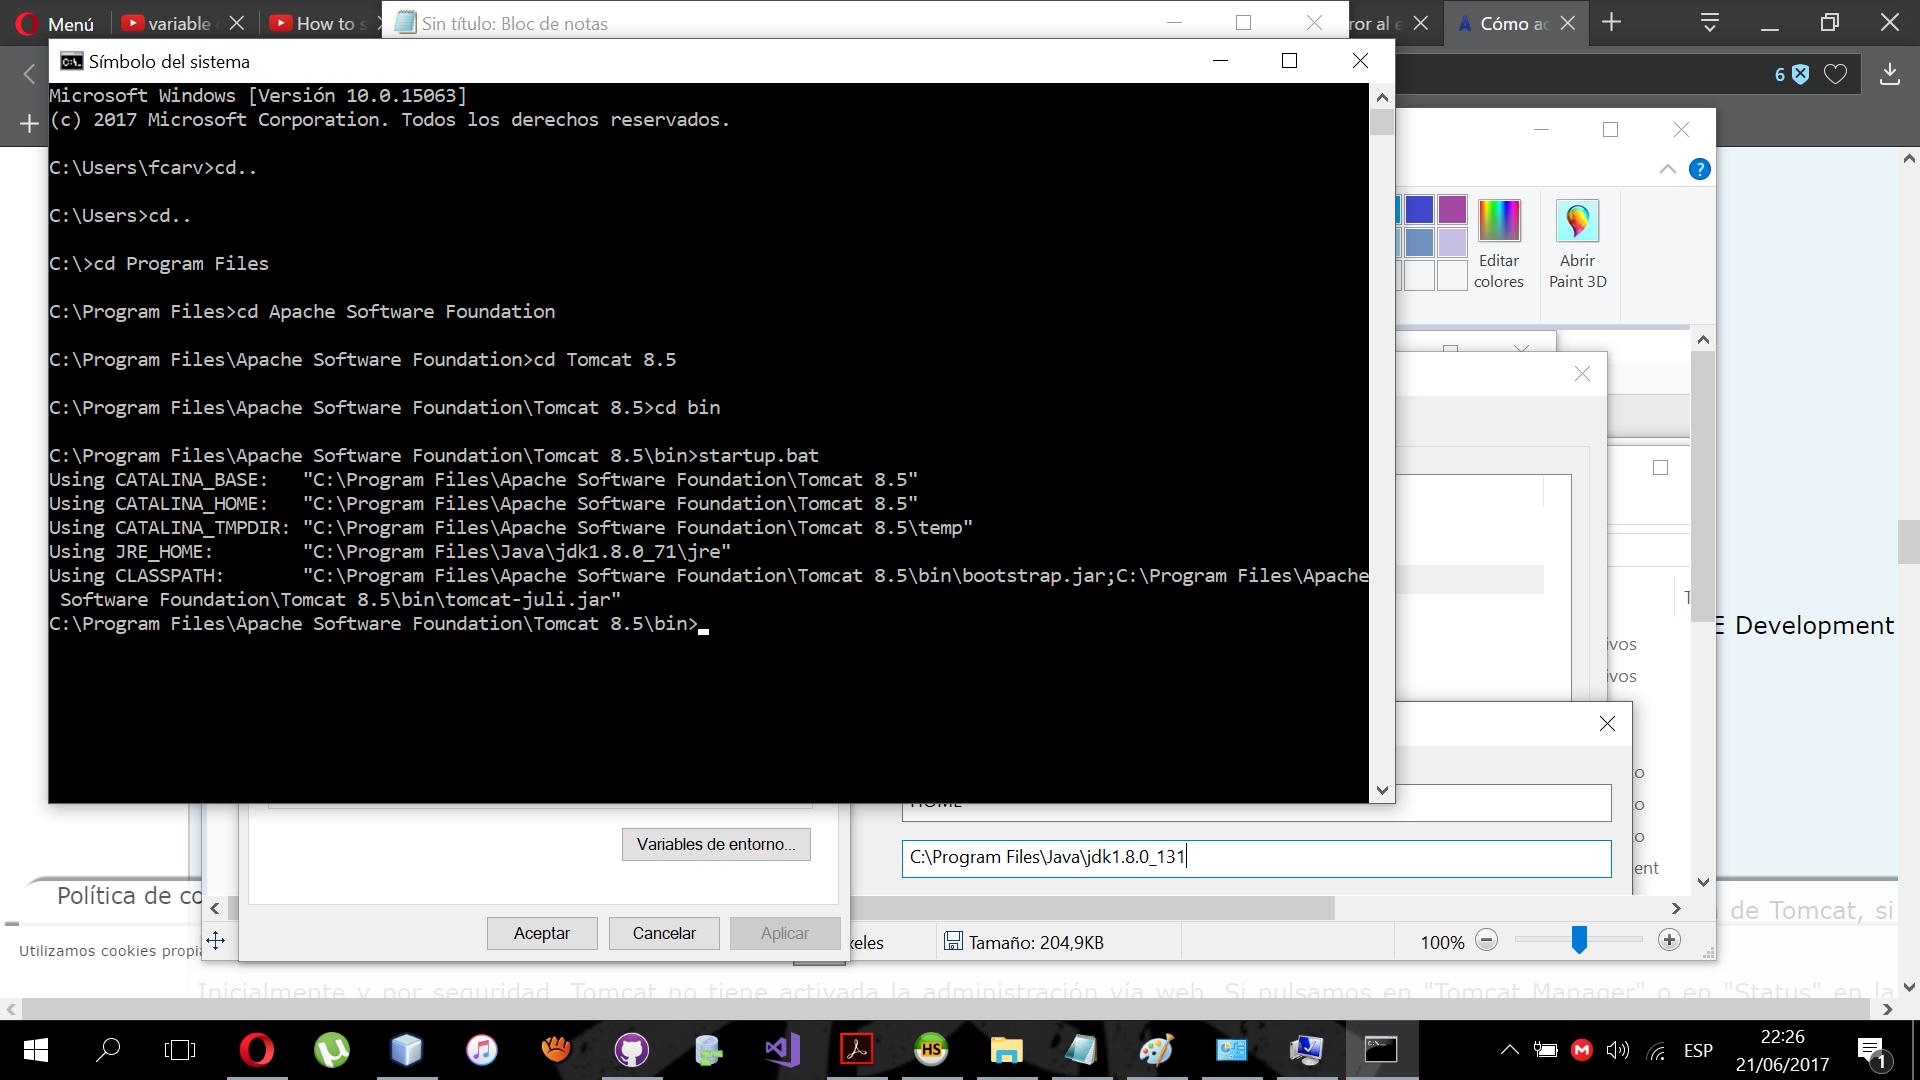 Menú
variable
How to s
Sin título: Bloc de notas
ror al e
Cómo ac
Símbolo del sistema
6
Microsoft Windows [Versión 10.0.15063]
(c) 2017 Microsoft Corporation. Todos los derechos reservados.
C:\Users\fcarv>cd..
C:\Users>cd..
C:\>cd Program Files
C:\Program Files>cd Apache Software Foundation
C:\Program Files\Apache Software Foundation>cd Tomcat 8.5
C:\Program Files\Apache Software Foundation\Tomcat 8.5>cd bin
C:\Program Files\Apache Software Foundation\Tomcat 8.5\bin>startup.bat
Using CATALINA_BASE:   "C:\Program Files\Apache Software Foundation\Tomcat 8.5"
Using CATALINA_HOME:   "C:\Program Files\Apache Software Foundation\Tomcat 8.5"
Using CATALINA_TMPDIR: "C:\Program Files\Apache Software Foundation\Tomcat 8.5\temp"
Using JRE_HOME:        "C:\Program Files\Java\jdk1.8.0_71\jre"
Using CLASSPATH:       "C:\Program Files\Apache Software Foundation\Tomcat 8.5\bin\bootstrap.jar;C:\Program Files\Apache
Software Foundation\Tomcat 8.5\bin\tomcat-juli.jar"
C:\Program Files\Apache Software Foundation\Tomcat 8.5\bin>
?
Editar
colores
Abrir
Paint 3D
E Development
ivos
ivos
to
to
to
ent
C:\Program Files\Java\jdk1.8.0_131
Variables de entorno...
Aceptar
Cancelar
Aplicar
Política de co
Utilizamos cookies propia
xeles
Tamaño: 204,9KB
100%
de Tomcat, si
Inicialmente y por seguridad, Tomcat no tiene activada la administración vía web. Si pulsamos en "Tomcat Manager" o en "Status" en la
HS
ESP
22:26
21/06/2017
1